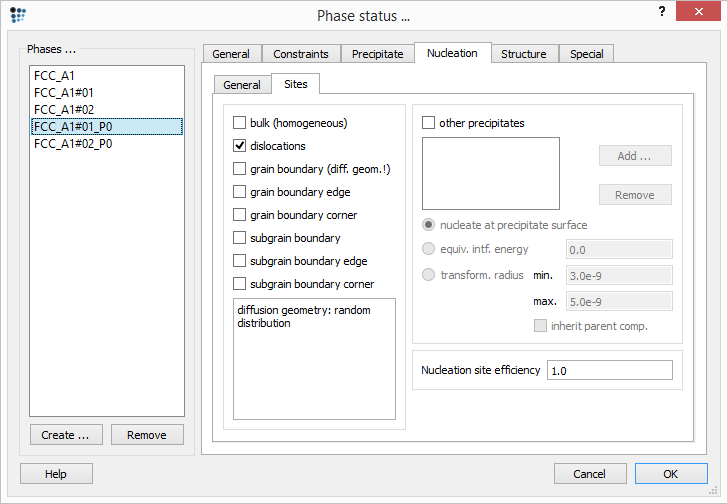 Phase status ...
?
Phases ...
FCC_A1
FCC_A1#01
FCC_A1#02
FCC_A1#01_P0
FCC_A1#02_P0
Create ...
Remove
General
Constraints
Precipitate
Nucleation
Structure
Special
General
Sites
bulk (homogeneous)
dislocations
grain boundary (diff. geom.!)
grain boundary edge
grain boundary corner
subgrain boundary
subgrain boundary edge
subgrain boundary corner
diffusion geometry: random
distribution
other precipitates
Add ...
Remove
nucleate at precipitate surface
equiv. intf. energy
0.0
transform. radius
min.
3.0e-9
max.
5.0e-9
inherit parent comp.
Nucleation site efficiency
1.0
Help
Cancel
OK